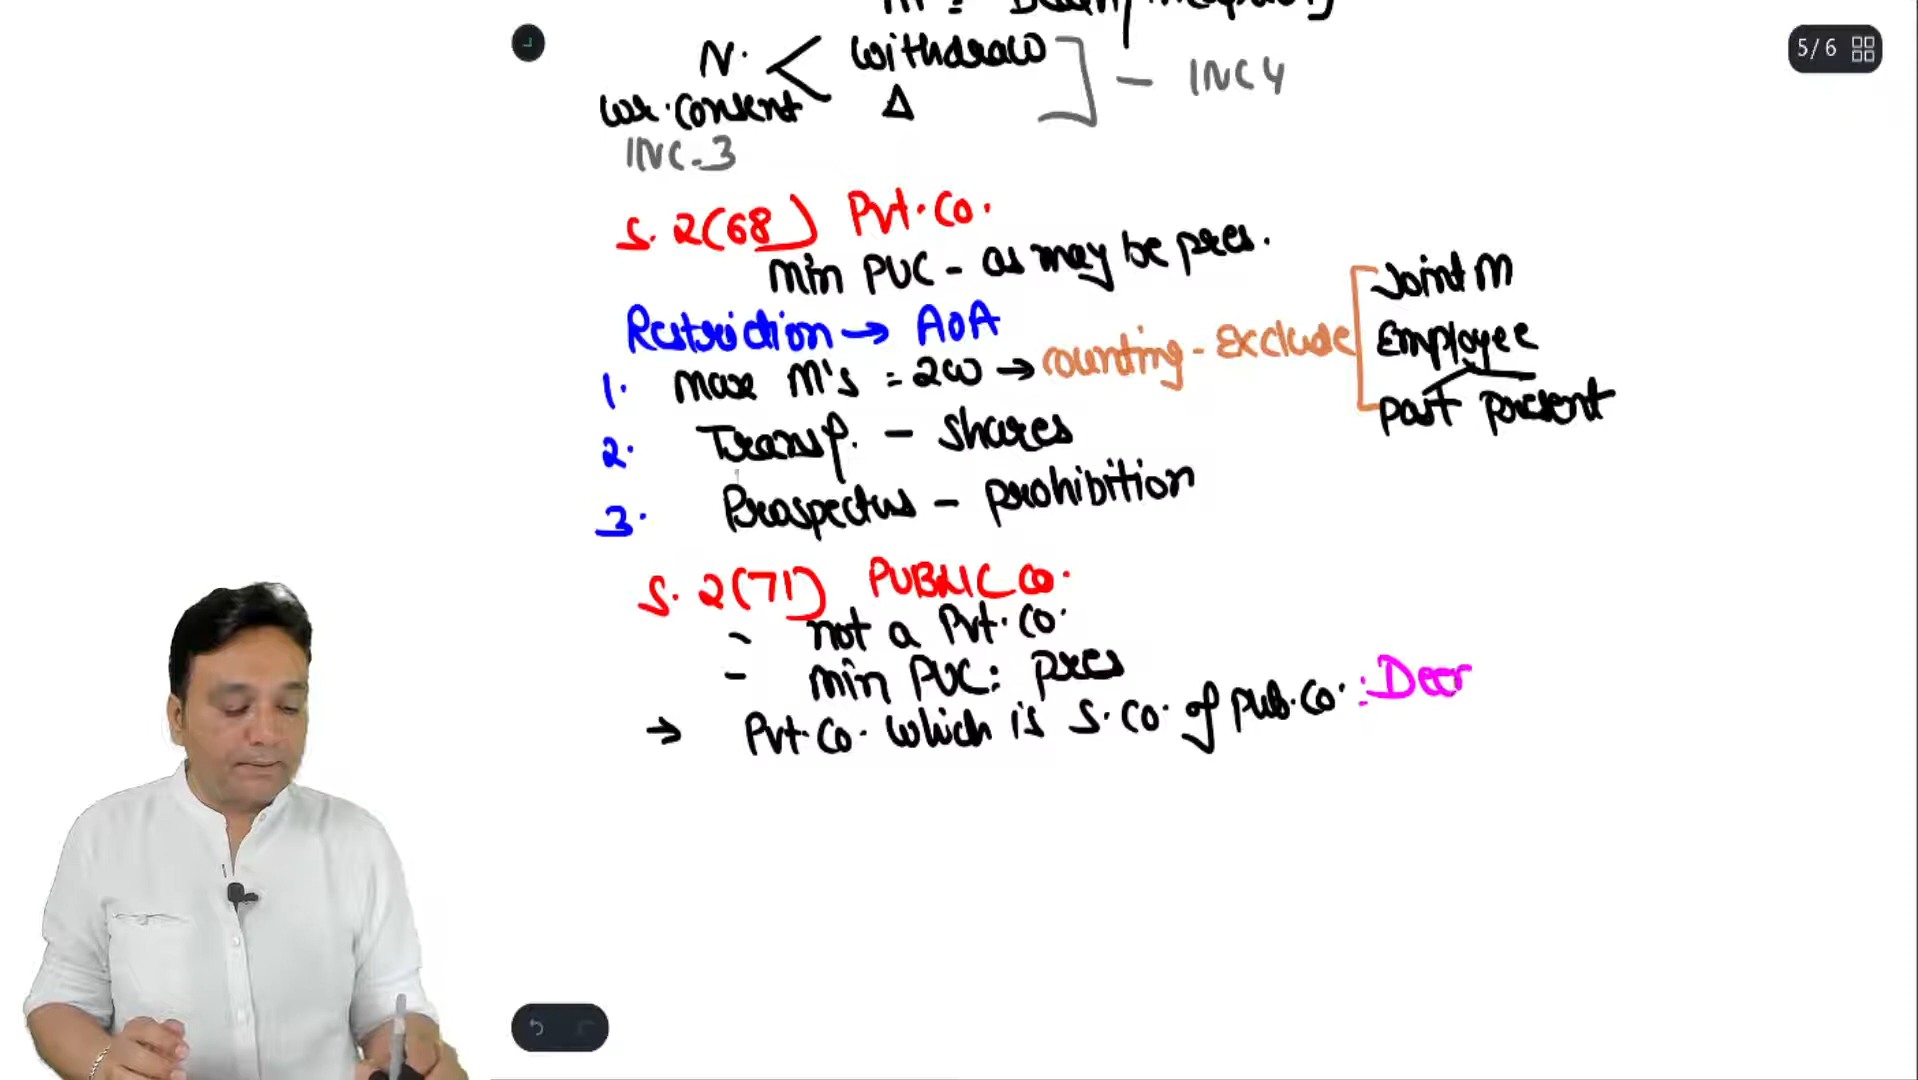 N. < withdraw
Δ
] — INC 4
wr. consent
INC-3
S. 2(68) Pvt. Co.
min PUC - as may be pres.
Restriction → AOA
1. max M's = 200 → counting - Exclude
Joint M
Employee
past present
2. Transf. - shares
3. Prospectus - prohibition
S. 2(71) PUBLIC CO.
- not a Pvt. Co.
- min PUC: pres
→ Pvt. Co. which is S. Co. of pub. co. : Deer
5/6